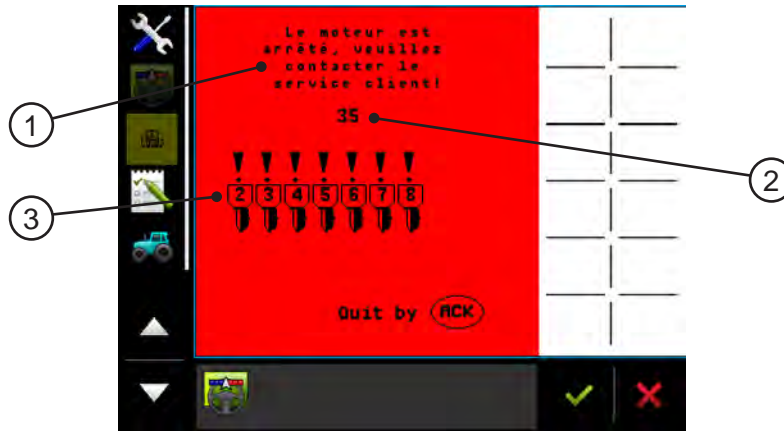 Le moteur est
arrêté, veuillez
contacter le
service client!
35
2 3 4 5 6 7 8
Quit by ACK
1
2
3